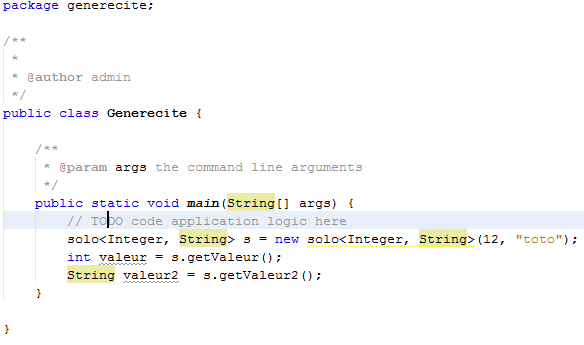 package generecite;
/**
 *
 * @author admin
 */
public class Generecite {
    /**
     * @param args the command line arguments
     */
    public static void main(String[] args) {
        // TODO code application logic here
        solo<Integer, String> s = new solo<Integer, String>(12, "toto");
        int valeur = s.getValeur();
        String valeur2 = s.getValeur2();
    }
}